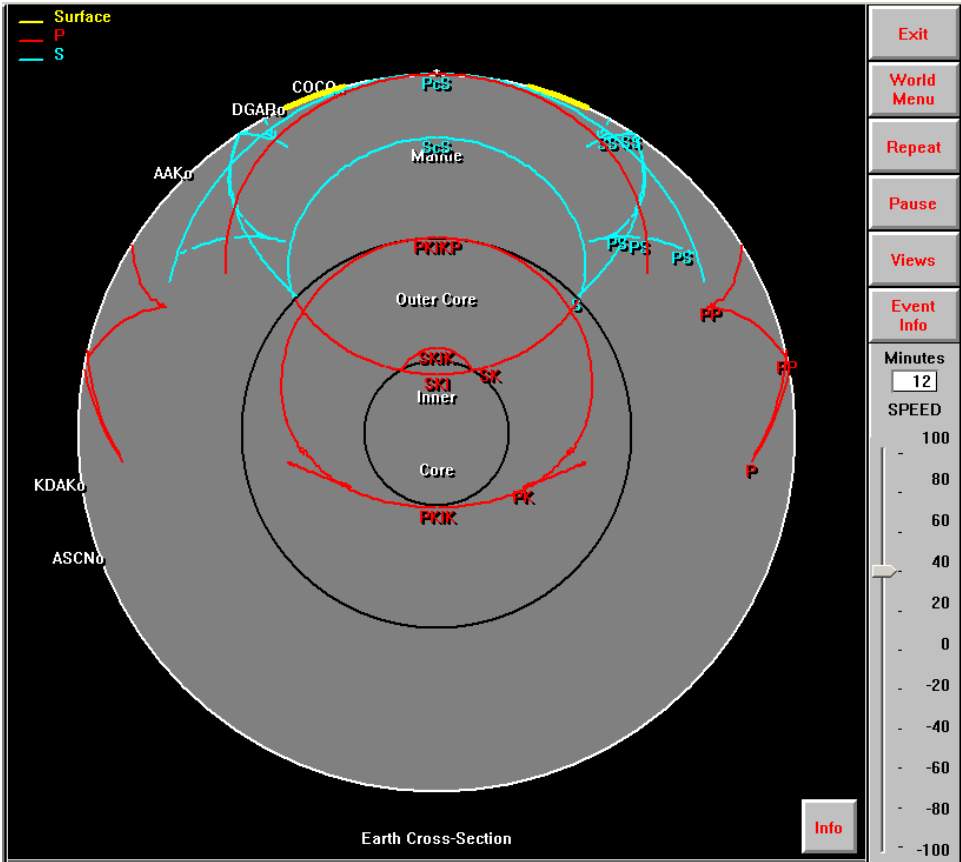 Surface
P
S
Exit
World
Menu
Repeat
Pause
Views
Event
Info
Minutes
12
SPEED
100
80
60
40
20
0
-20
-40
-60
-80
-100
COCOo
PcS
DGARo
ScS
SS SS
Mantle
AAKo
PKiKP
PS PS
PS
Outer Core
S
PP
SKiK
PP
SKI
SK
Inner
Core
P
KDAKo
PK
PKIK
ASCNo
Earth Cross-Section
Info